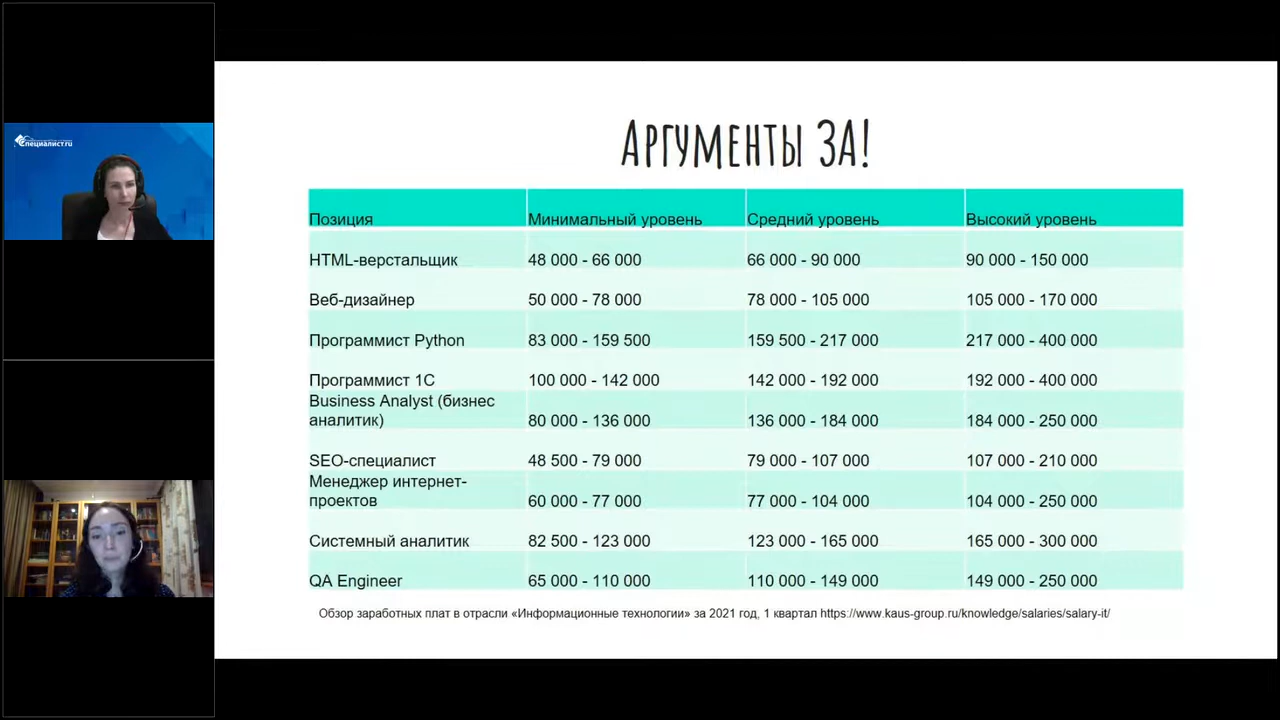 Специалист.ru
Аргументы ЗА!
Позиция Минимальный уровень Средний уровень Высокий уровень
HTML-верстальщик 48 000 - 66 000 66 000 - 90 000 90 000 - 150 000
Веб-дизайнер 50 000 - 78 000 78 000 - 105 000 105 000 - 170 000
Программист Python 83 000 - 159 500 159 500 - 217 000 217 000 - 400 000
Программист 1С 100 000 - 142 000 142 000 - 192 000 192 000 - 400 000
Business Analyst (бизнес
аналитик) 80 000 - 136 000 136 000 - 184 000 184 000 - 250 000
SEO-специалист 48 500 - 79 000 79 000 - 107 000 107 000 - 210 000
Менеджер интернет-
проектов 60 000 - 77 000 77 000 - 104 000 104 000 - 250 000
Системный аналитик 82 500 - 123 000 123 000 - 165 000 165 000 - 300 000
QA Engineer 65 000 - 110 000 110 000 - 149 000 149 000 - 250 000
Обзор заработных плат в отрасли «Информационные технологии» за 2021 год, 1 квартал https://www.kaus-group.ru/knowledge/salaries/salary-it/